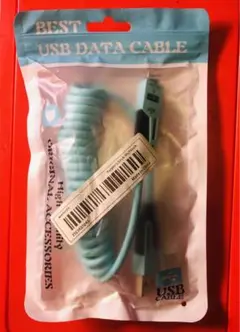 BEST
USB DATA CABLE
High Quality
ORIGINAL ACCESSORIES
USB
CABLE